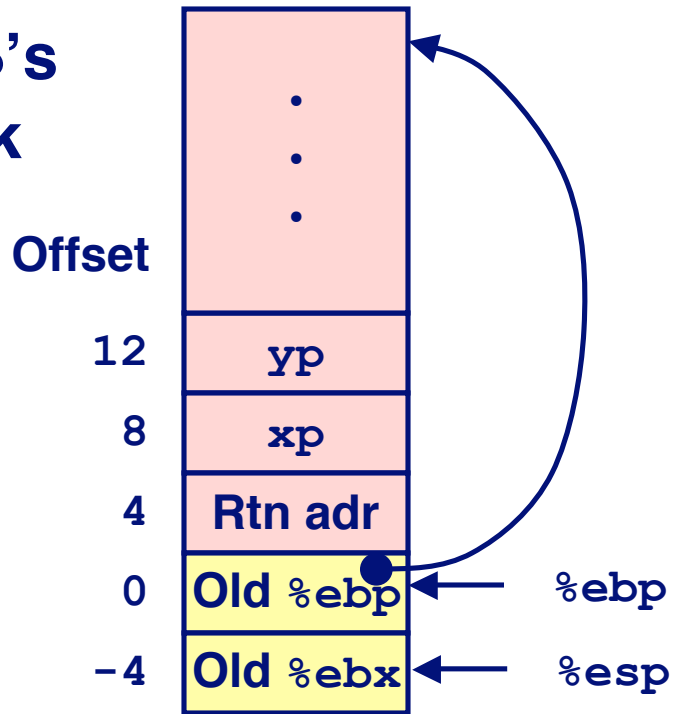 ’s
Offset
12 yp
8 xp
4 Rtn adr
0 Old %ebp %ebp
-4 Old %ebx %esp